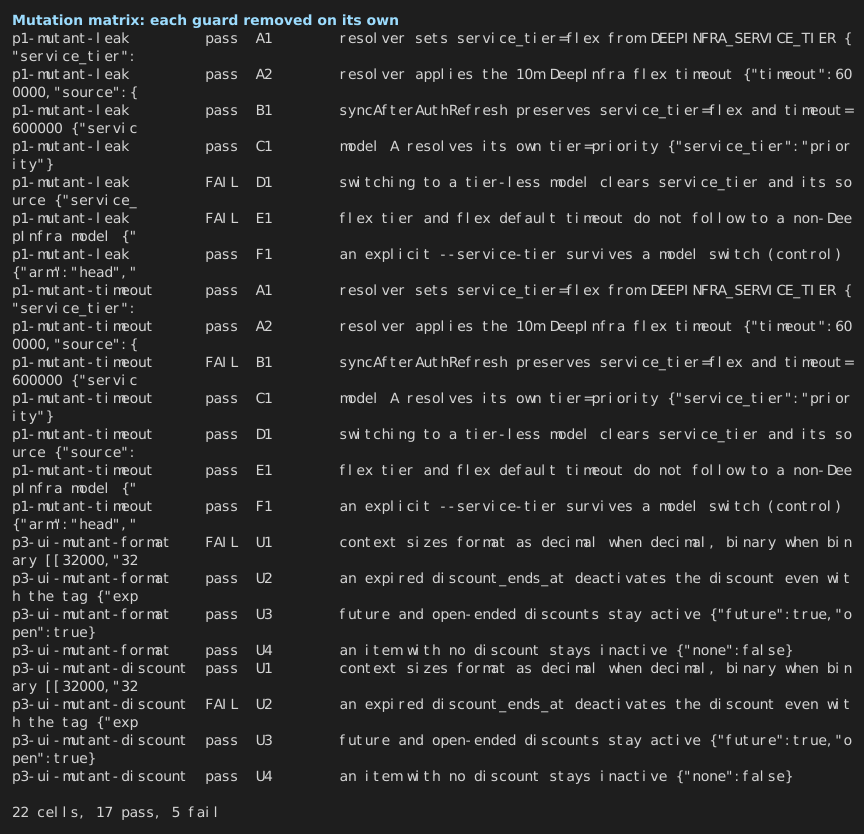 Mutation matrix: each guard removed on its own
p1-mutant-leak pass A1 resolver sets service_tier=flex from DEEPINFRA_SERVICE_TIER {
"service_tier":
p1-mutant-leak pass A2 resolver applies the 10m DeepInfra flex timeout {"timeout":60
0000,"source":{
p1-mutant-leak pass B1 syncAfterAuthRefresh preserves service_tier=flex and timeout=
600000 {"servic
p1-mutant-leak pass C1 model A resolves its own tier=priority {"service_tier":"prior
ity"}
p1-mutant-leak FAIL D1 switching to a tier-less model clears service_tier and its so
urce {"service_
p1-mutant-leak FAIL E1 flex tier and flex default timeout do not follow to a non-Dee
pInfra model {"
p1-mutant-leak pass F1 an explicit --service-tier survives a model switch (control)
{"arm":"head","
p1-mutant-timeout pass A1 resolver sets service_tier=flex from DEEPINFRA_SERVICE_TIER {
"service_tier":
p1-mutant-timeout pass A2 resolver applies the 10m DeepInfra flex timeout {"timeout":60
0000,"source":{
p1-mutant-timeout FAIL B1 syncAfterAuthRefresh preserves service_tier=flex and timeout=
600000 {"servic
p1-mutant-timeout pass C1 model A resolves its own tier=priority {"service_tier":"prior
ity"}
p1-mutant-timeout pass D1 switching to a tier-less model clears service_tier and its so
urce {"source":
p1-mutant-timeout pass E1 flex tier and flex default timeout do not follow to a non-Dee
pInfra model {"
p1-mutant-timeout pass F1 an explicit --service-tier survives a model switch (control)
{"arm":"head","
p3-ui-mutant-format FAIL U1 context sizes format as decimal when decimal, binary when bin
ary [[32000,"32
p3-ui-mutant-format pass U2 an expired discount_ends_at deactivates the discount even wit
h the tag {"exp
p3-ui-mutant-format pass U3 future and open-ended discounts stay active {"future":true,"o
pen":true}
p3-ui-mutant-format pass U4 an item with no discount stays inactive {"none":false}
p3-ui-mutant-discount pass U1 context sizes format as decimal when decimal, binary when bin
ary [[32000,"32
p3-ui-mutant-discount FAIL U2 an expired discount_ends_at deactivates the discount even wit
h the tag {"exp
p3-ui-mutant-discount pass U3 future and open-ended discounts stay active {"future":true,"o
pen":true}
p3-ui-mutant-discount pass U4 an item with no discount stays inactive {"none":false}
22 cells, 17 pass, 5 fail